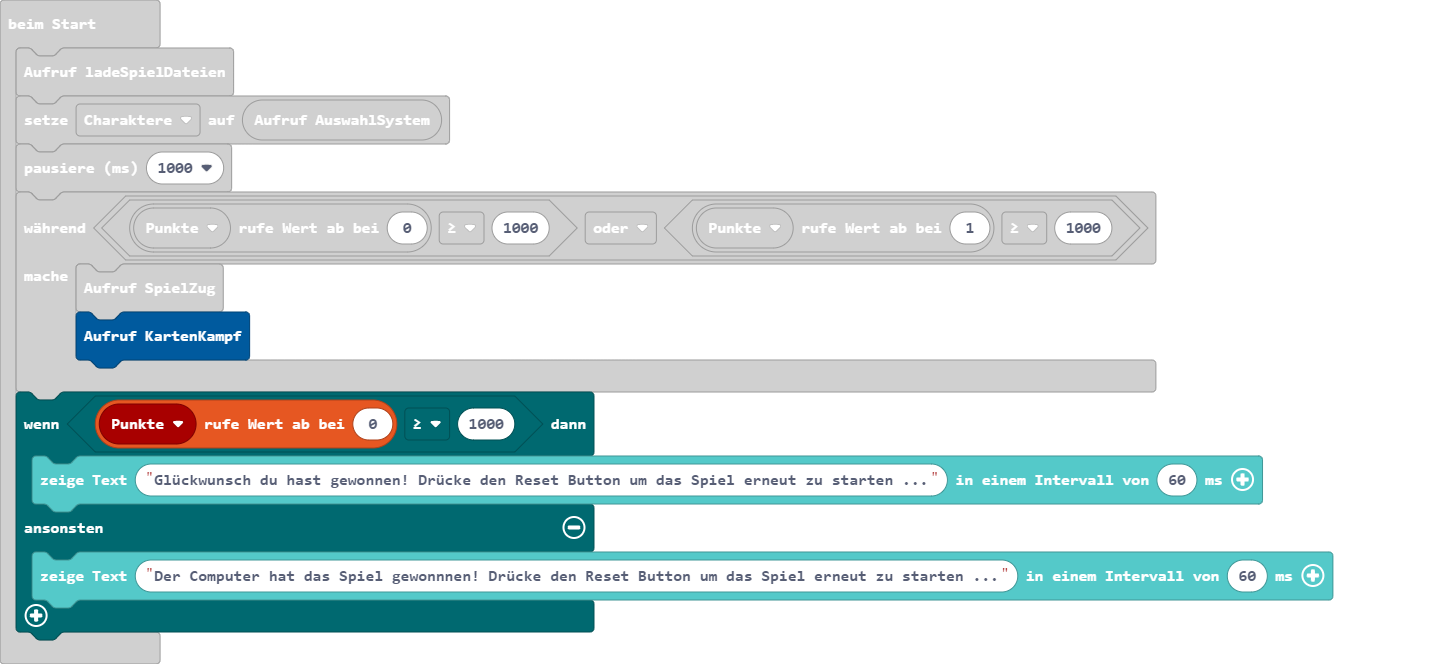 beim Start
Aufruf ladeSpielDateien
setze Charaktere auf Aufruf AuswahlSystem
pausiere (ms) 1000
während Punkte rufe Wert ab bei 0 ≥ 1000 oder Punkte rufe Wert ab bei 1 ≥ 1000
mache
Aufruf SpielZug
Aufruf KartenKampf
wenn Punkte rufe Wert ab bei 0 ≥ 1000 dann
zeige Text "Glückwunsch du hast gewonnen! Drücke den Reset Button um das Spiel erneut zu starten ..." in einem Intervall von 60 ms
ansonsten
zeige Text "Der Computer hat das Spiel gewonnnen! Drücke den Reset Button um das Spiel erneut zu starten ..." in einem Intervall von 60 ms